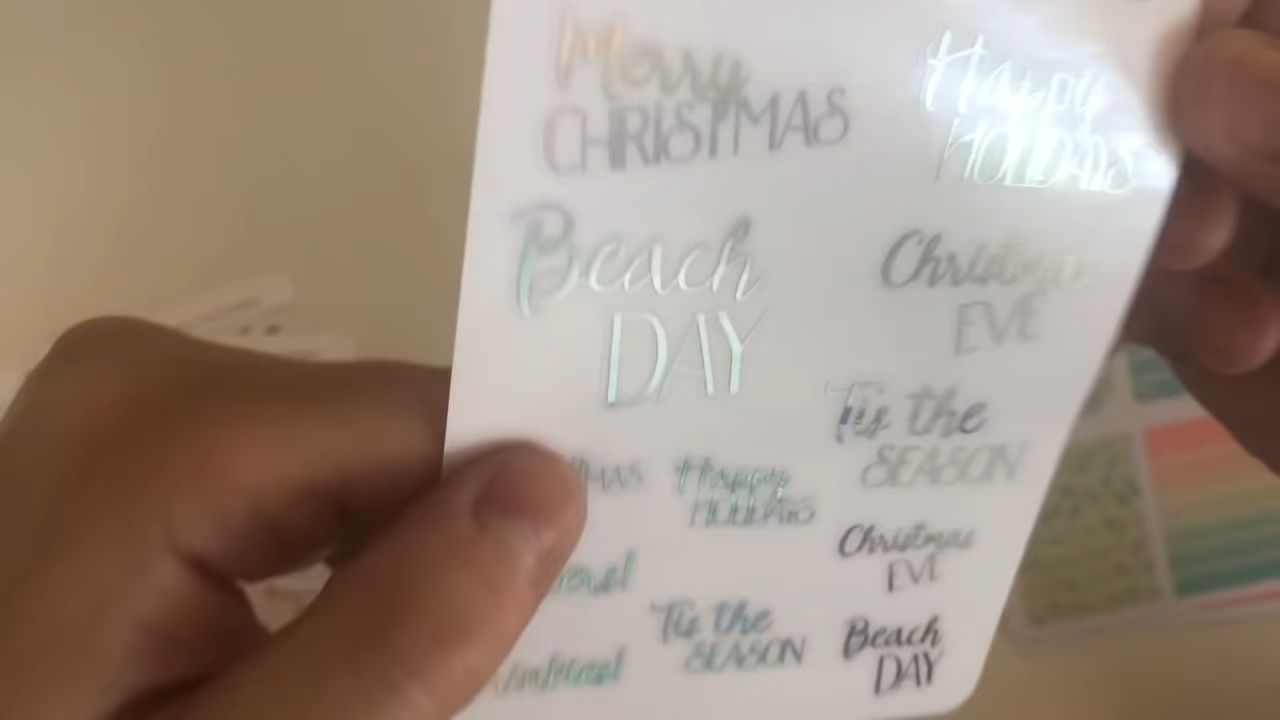 Merry
CHRISTMAS
Happy
HOLIDAYS
Beach
DAY
Christmas
EVE
Tis the
SEASON
Happy
HOLIDAYS
Christmas
EVE
Tis the
SEASON
Beach
DAY